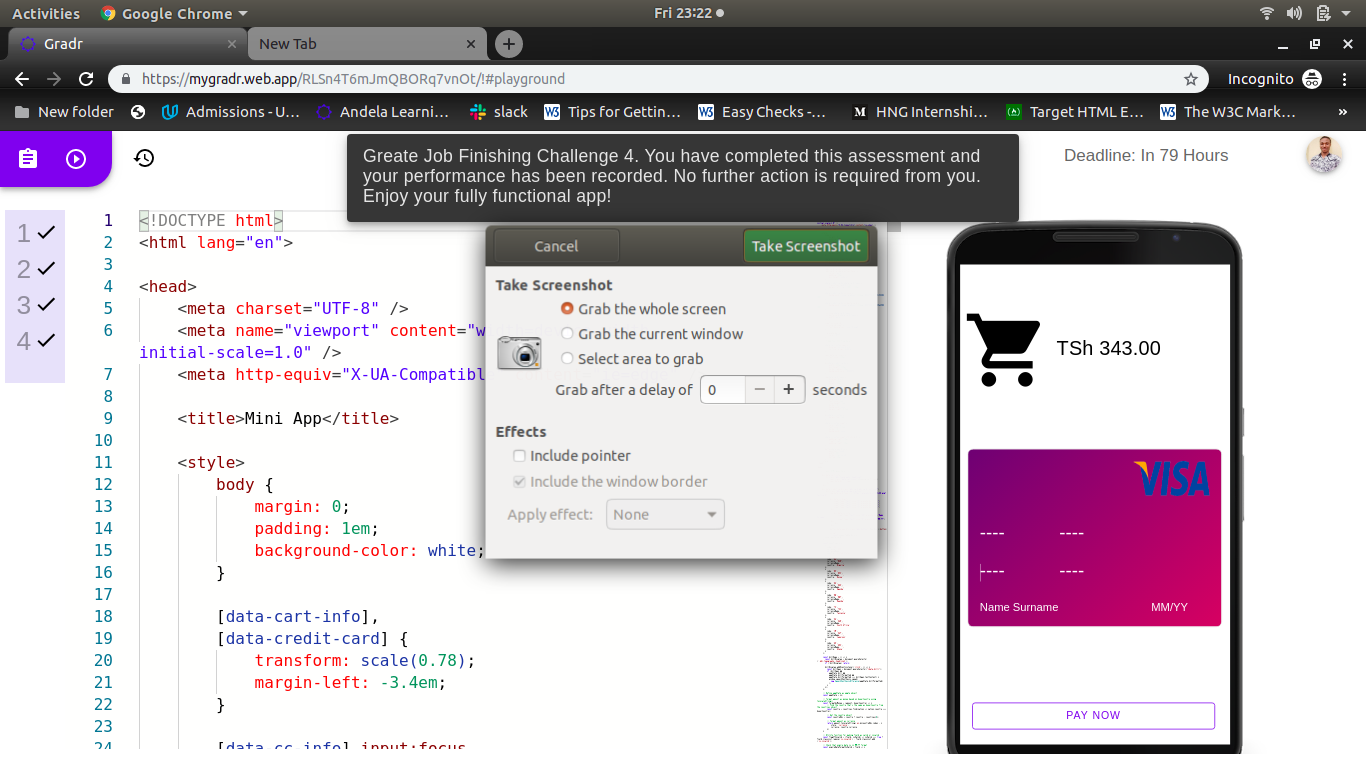 Activities Google Chrome Fri 23:22
Gradr New Tab
https://mygradr.web.app/RLSn4T6mJmQBORq7vnOt/!#playground Incognito
New folder Admissions - U... Andela Learni... slack Tips for Gettin... Easy Checks -... HNG Internshi... Target HTML E... The W3C Mark... »
Greate Job Finishing Challenge 4. You have completed this assessment and
your performance has been recorded. No further action is required from you.
Enjoy your fully functional app!
Deadline: In 79 Hours
1
2
3
4
1 <!DOCTYPE html>
2 <html lang="en">
3
4 <head>
5 <meta charset="UTF-8" />
6 <meta name="viewport" content="w
initial-scale=1.0" />
7 <meta http-equiv="X-UA-Compatibl
8
9 <title>Mini App</title>
10
11 <style>
12 body {
13 margin: 0;
14 padding: 1em;
15 background-color: white;
16 }
17
18 [data-cart-info],
19 [data-credit-card] {
20 transform: scale(0.78);
21 margin-left: -3.4em;
22 }
23
24 [data-cc-info] input:focus
Cancel Take Screenshot
Take Screenshot
Grab the whole screen
Grab the current window
Select area to grab
Grab after a delay of 0 − + seconds
Effects
Include pointer
Include the window border
Apply effect: None
TSh 343.00
VISA
---- ----
---- ----
Name Surname MM/YY
PAY NOW